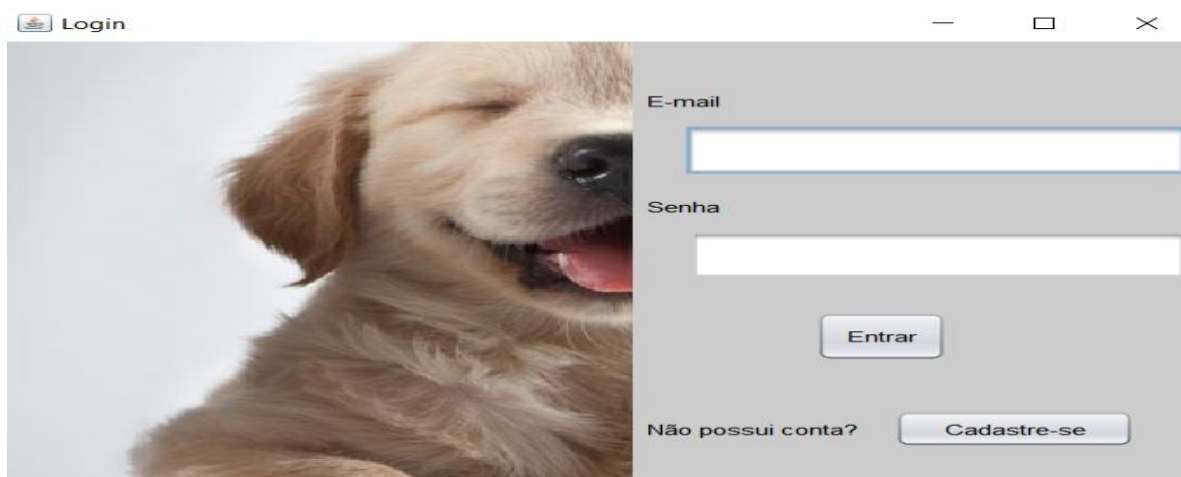 Login
E-mail
Senha
Entrar
Não possui conta? Cadastre-se